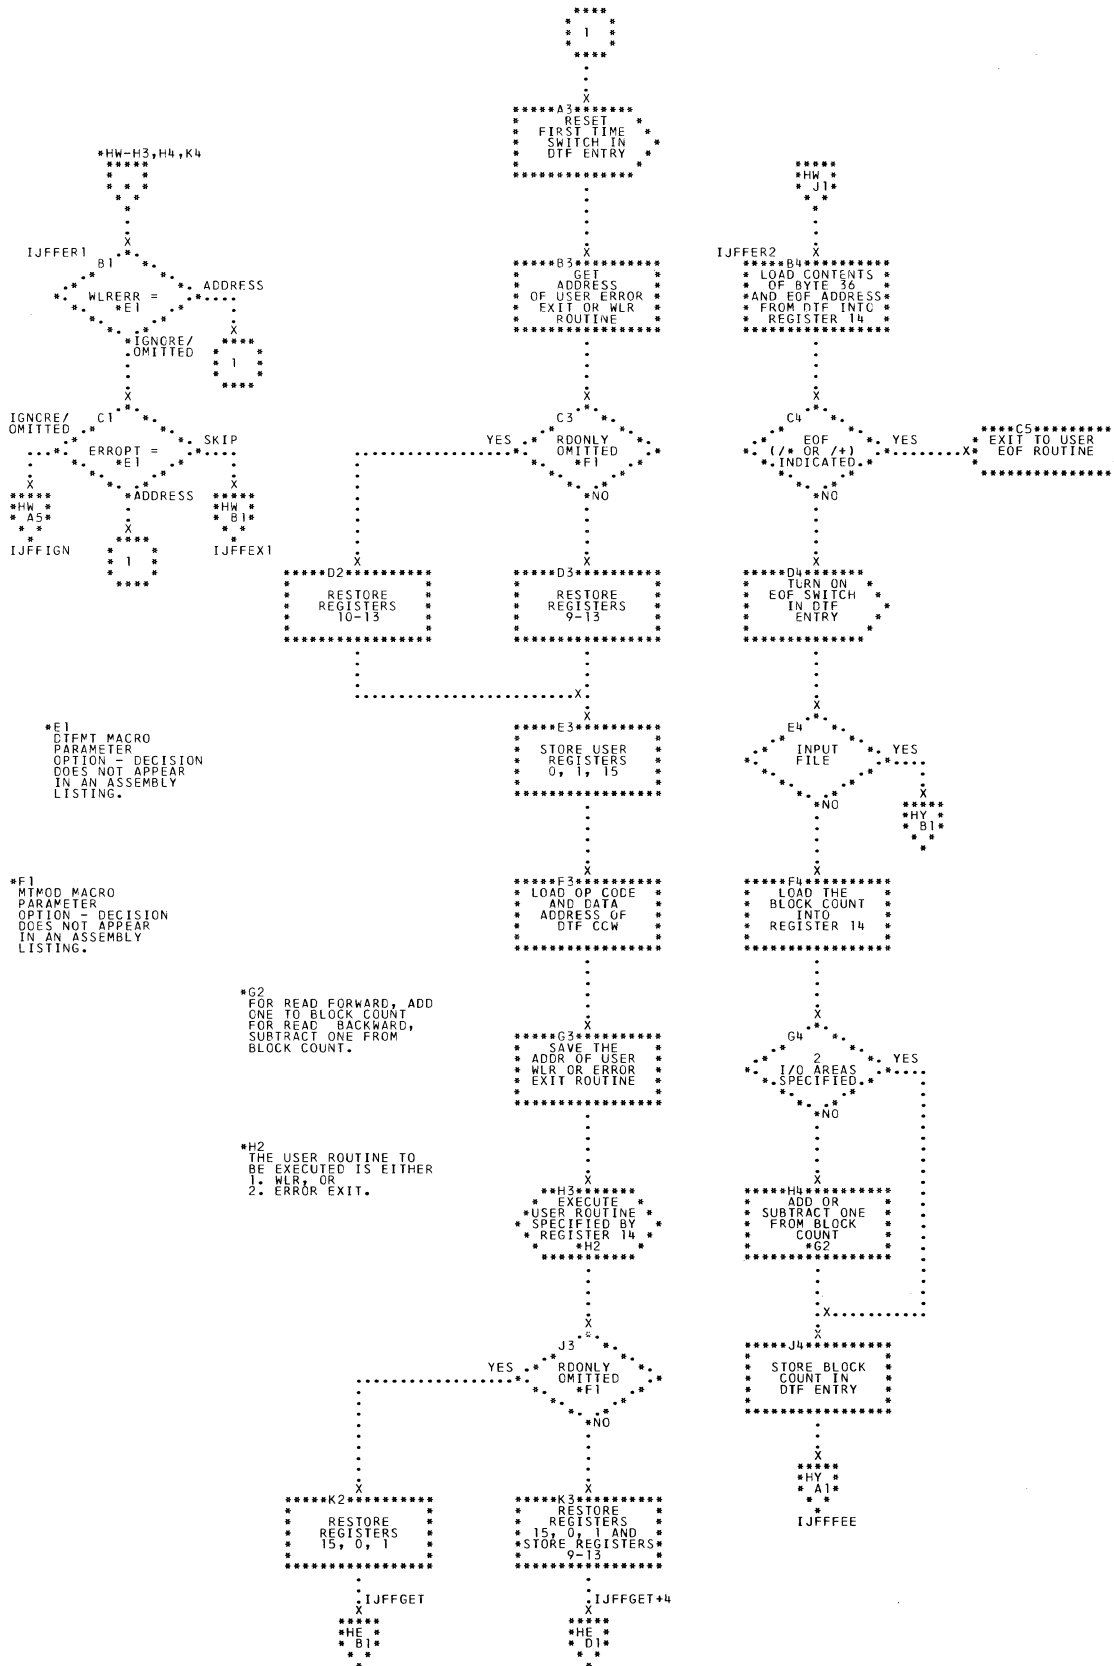 1
A3
RESET
FIRST TIME
SWITCH IN
DTF ENTRY
*HW-H3,H4,K4
HW
J1
IJFFER1
B1
WLRERR =
*E1
ADDRESS
IGNORE/
OMITTED
1
B3
GET
ADDRESS
OF USER ERROR
EXIT OR WLR
ROUTINE
IJFFER2
B4
LOAD CONTENTS
OF BYTE 36
AND EOF ADDRESS
FROM DTF INTO
REGISTER 14
IGNCRE/
OMITTED
C1
ERROPT =
*E1
SKIP
ADDRESS
HW
A5
IJFFIGN
1
HW
B1
IJFFEX1
C3
RDONLY
OMITTED
*F1
YES
NO
C4
EOF
(/* OR /+)
INDICATED
YES
NO
C5
EXIT TO USER
EOF ROUTINE
D2
RESTORE
REGISTERS
10-13
D3
RESTORE
REGISTERS
9-13
D4
TURN ON
EOF SWITCH
IN DTF
ENTRY
*E1
DTFMT MACRO
PARAMETER
OPTION - DECISION
DOES NOT APPEAR
IN AN ASSEMBLY
LISTING.
E3
STORE USER
REGISTERS
0, 1, 15
E4
INPUT
FILE
YES
NO
HY
B1
*F1
MTMOD MACRO
PARAMETER
OPTION - DECISION
DOES NOT APPEAR
IN AN ASSEMBLY
LISTING.
F3
LOAD OP CODE
AND DATA
ADDRESS OF
DTF CCW
F4
LOAD THE
BLOCK COUNT
INTO
REGISTER 14
*G2
FOR READ FORWARD, ADD
ONE TO BLOCK COUNT
FOR READ BACKWARD,
SUBTRACT ONE FROM
BLOCK COUNT.
G3
SAVE THE
ADDR OF USER
WLR OR ERROR
EXIT ROUTINE
G4
2
I/O AREAS
SPECIFIED
YES
NO
*H2
THE USER ROUTINE TO
BE EXECUTED IS EITHER
1. WLR, OR
2. ERROR EXIT.
H3
EXECUTE
USER ROUTINE
SPECIFIED BY
REGISTER 14
*H2
H4
ADD OR
SUBTRACT ONE
FROM BLOCK
COUNT
*G2
J3
RDONLY
OMITTED
*F1
YES
NO
J4
STORE BLOCK
COUNT IN
DTF ENTRY
HY
A1
IJFFFEE
K2
RESTORE
REGISTERS
15, 0, 1
K3
RESTORE
REGISTERS
15, 0, 1 AND
STORE REGISTERS
9-13
IJFFGET
HE
B1
IJFFGET+4
HE
D1